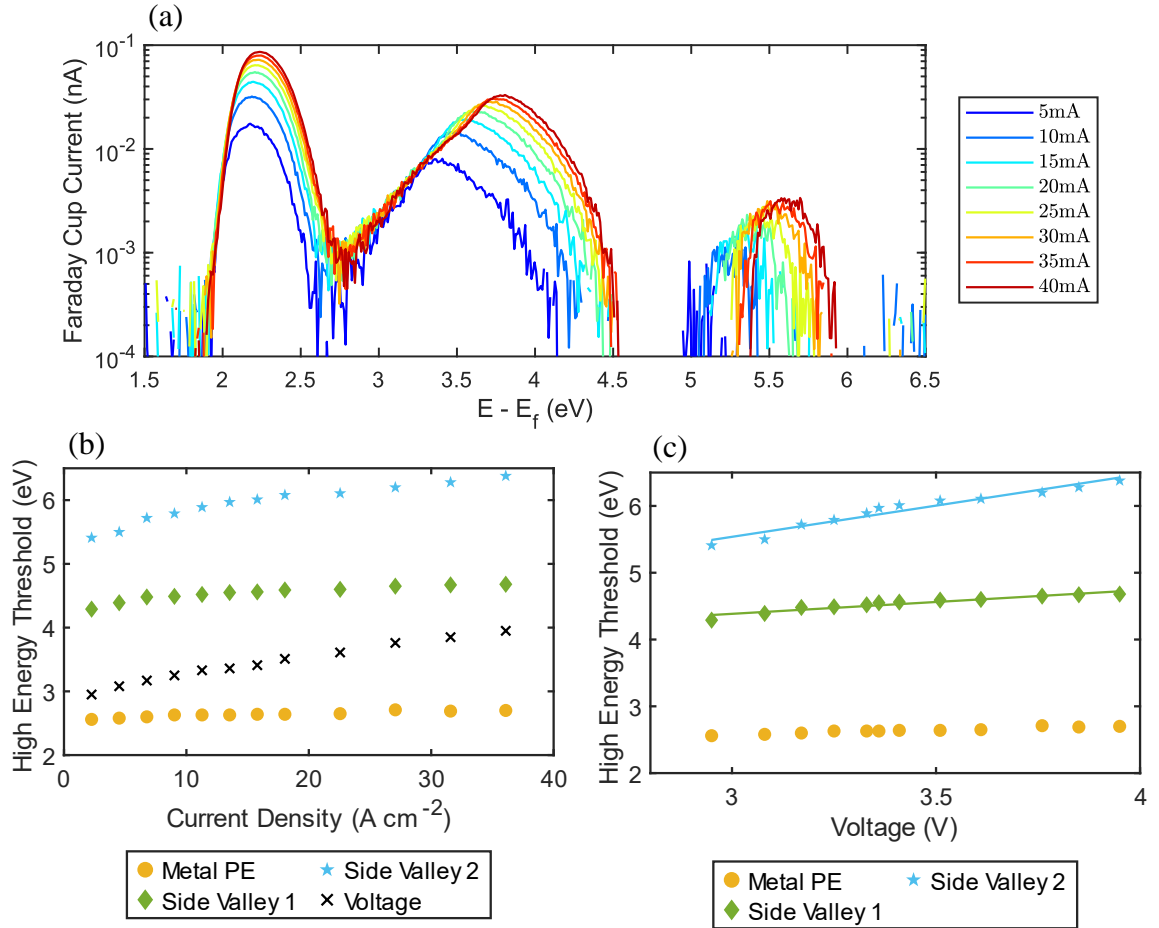 (a)
Faraday Cup Current (nA)
10^-1
10^-2
10^-3
10^-4
1.5 2 2.5 3 3.5 4 4.5 5 5.5 6 6.5
E - E_f (eV)
5mA
10mA
15mA
20mA
25mA
30mA
35mA
40mA
(b)
High Energy Threshold (eV)
6
5
4
3
2
0 10 20 30 40
Current Density (A cm^-2)
Metal PE
Side Valley 2
Side Valley 1
Voltage
(c)
High Energy Threshold (eV)
6
5
4
3
2
3 3.5 4
Voltage (V)
Metal PE
Side Valley 2
Side Valley 1